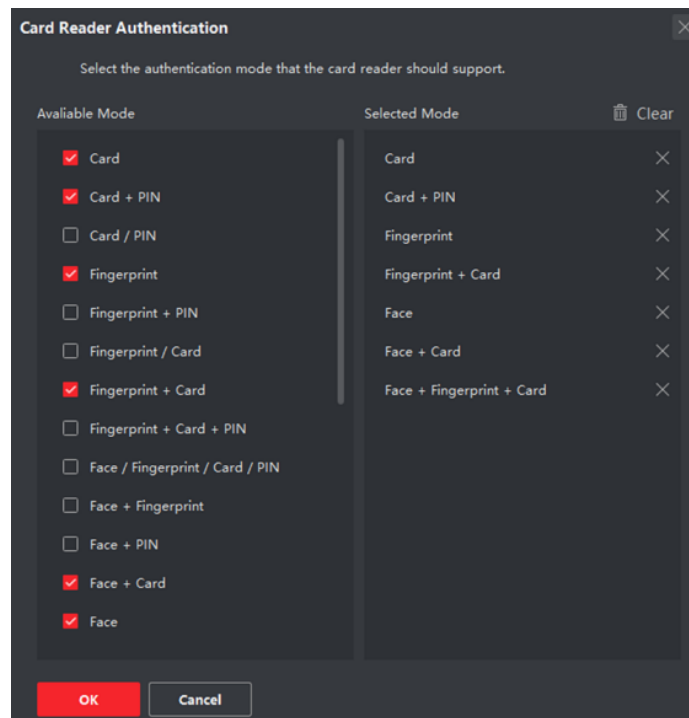 Card Reader Authentication
Select the authentication mode that the card reader should support.
Avaliable Mode
Card
Card + PIN
Card / PIN
Fingerprint
Fingerprint + PIN
Fingerprint / Card
Fingerprint + Card
Fingerprint + Card + PIN
Face / Fingerprint / Card / PIN
Face + Fingerprint
Face + PIN
Face + Card
Face
Selected Mode
Clear
Card
Card + PIN
Fingerprint
Fingerprint + Card
Face
Face + Card
Face + Fingerprint + Card
OK
Cancel